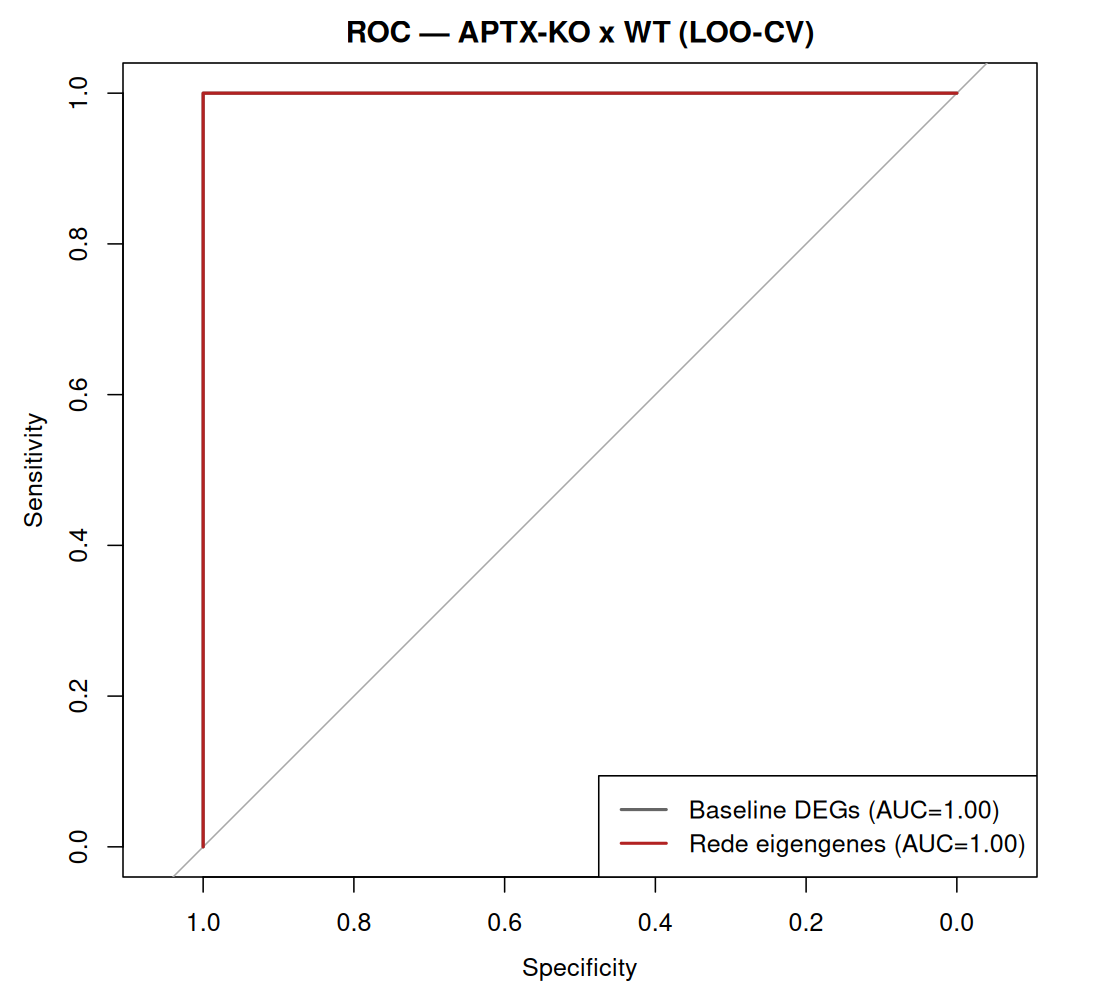 ROC — APTX-KO x WT (LOO-CV)
1.0
0.8
0.6
0.4
0.2
0.0
Sensitivity
Baseline DEGs (AUC=1.00)
Rede eigengenes (AUC=1.00)
1.0 0.8 0.6 0.4 0.2 0.0
Specificity